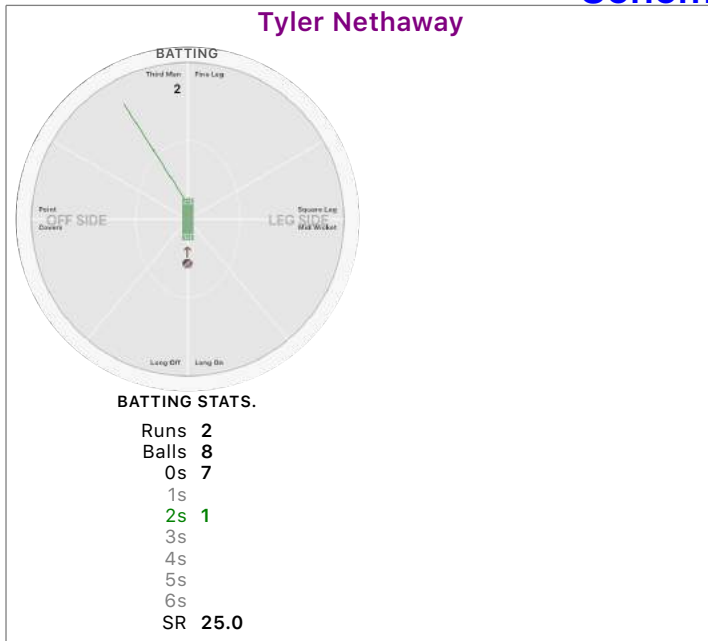 Tyler Nethaway
BATTING
Third Man Fine Leg
2
Point Square Leg
OFF SIDE LEG SIDE
Covers Mid Wicket
Long Off Long On
BATTING STATS.
Runs 2
Balls 8
0s 7
1s
2s 1
3s
4s
5s
6s
SR 25.0